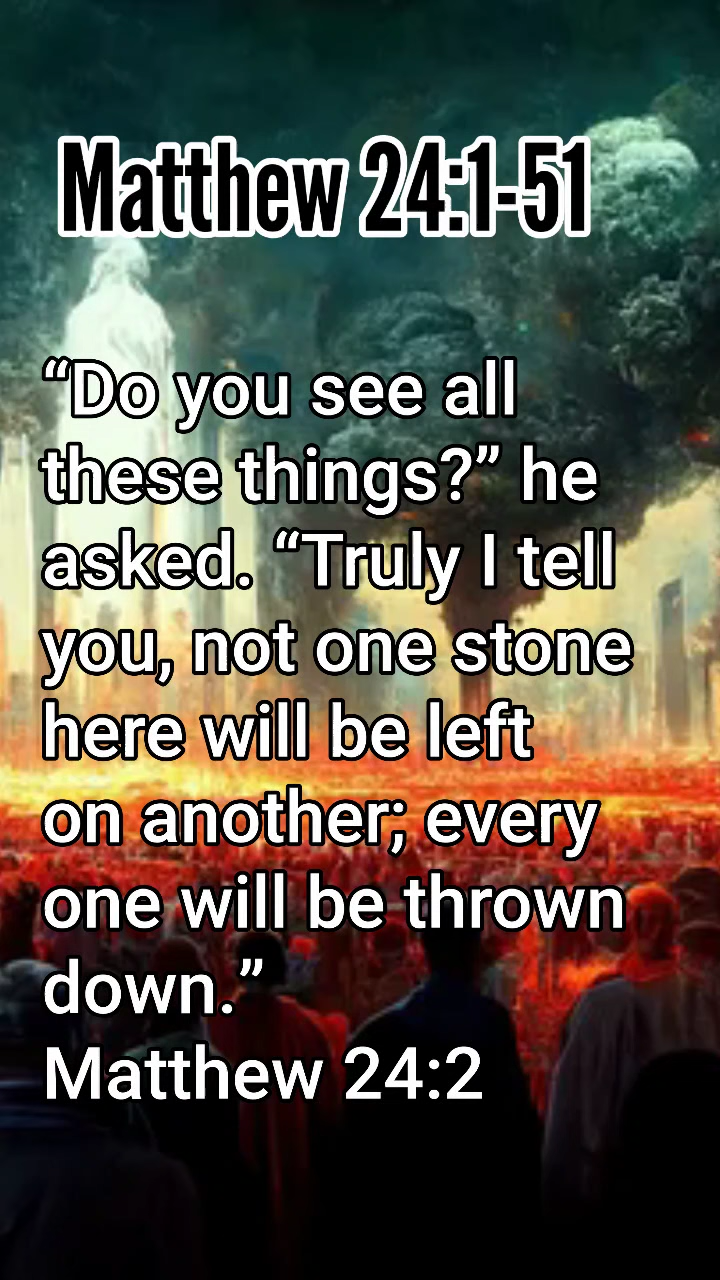 Matthew 24:1-51
“Do you see all
these things?” he
asked. “Truly I tell
you, not one stone
here will be left
on another; every
one will be thrown
down.”
Matthew 24:2